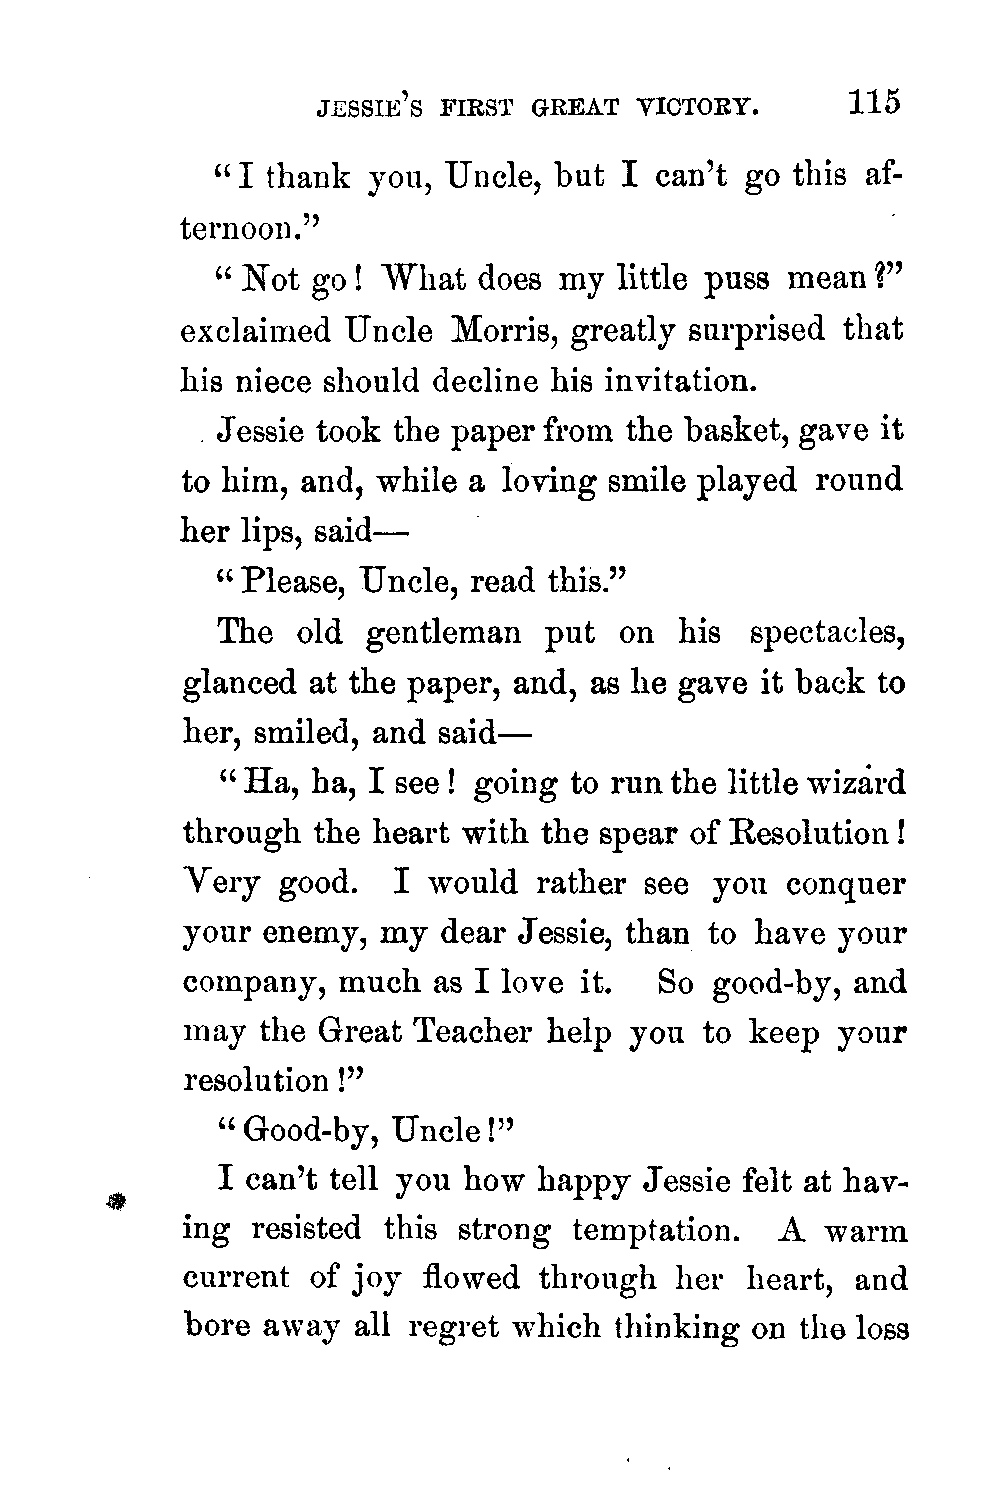 JESSIE'S FIRST GREAT VICTORY. 115
“I thank you, Uncle, but I can't go this af-
ternoon.”
“Not go! What does my little puss mean?”
exclaimed Uncle Morris, greatly surprised that
his niece should decline his invitation.
Jessie took the paper from the basket, gave it
to him, and, while a loving smile played round
her lips, said—
“Please, Uncle, read this.”
The old gentleman put on his spectacles,
glanced at the paper, and, as he gave it back to
her, smiled, and said—
“Ha, ha, I see! going to run the little wizard
through the heart with the spear of Resolution!
Very good. I would rather see you conquer
your enemy, my dear Jessie, than to have your
company, much as I love it. So good-by, and
may the Great Teacher help you to keep your
resolution!”
“Good-by, Uncle!”
I can't tell you how happy Jessie felt at hav-
ing resisted this strong temptation. A warm
current of joy flowed through her heart, and
bore away all regret which thinking on the loss